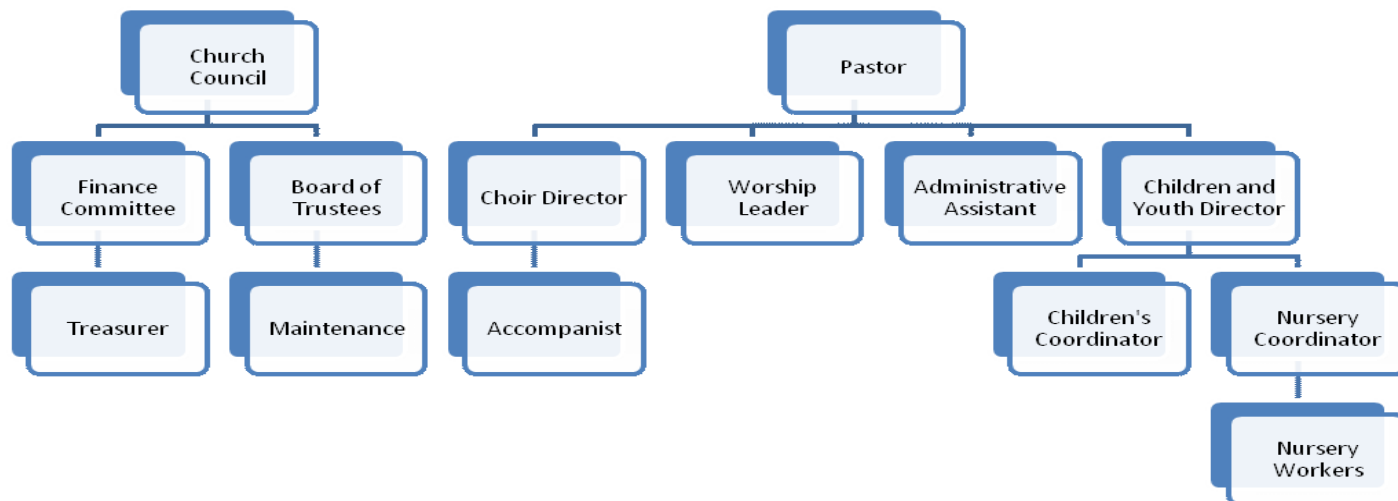 Church
Council
Pastor
Finance
Committee
Board of
Trustees
Choir Director
Worship
Leader
Administrative
Assistant
Children and
Youth Director
Treasurer
Maintenance
Accompanist
Children's
Coordinator
Nursery
Coordinator
Nursery
Workers